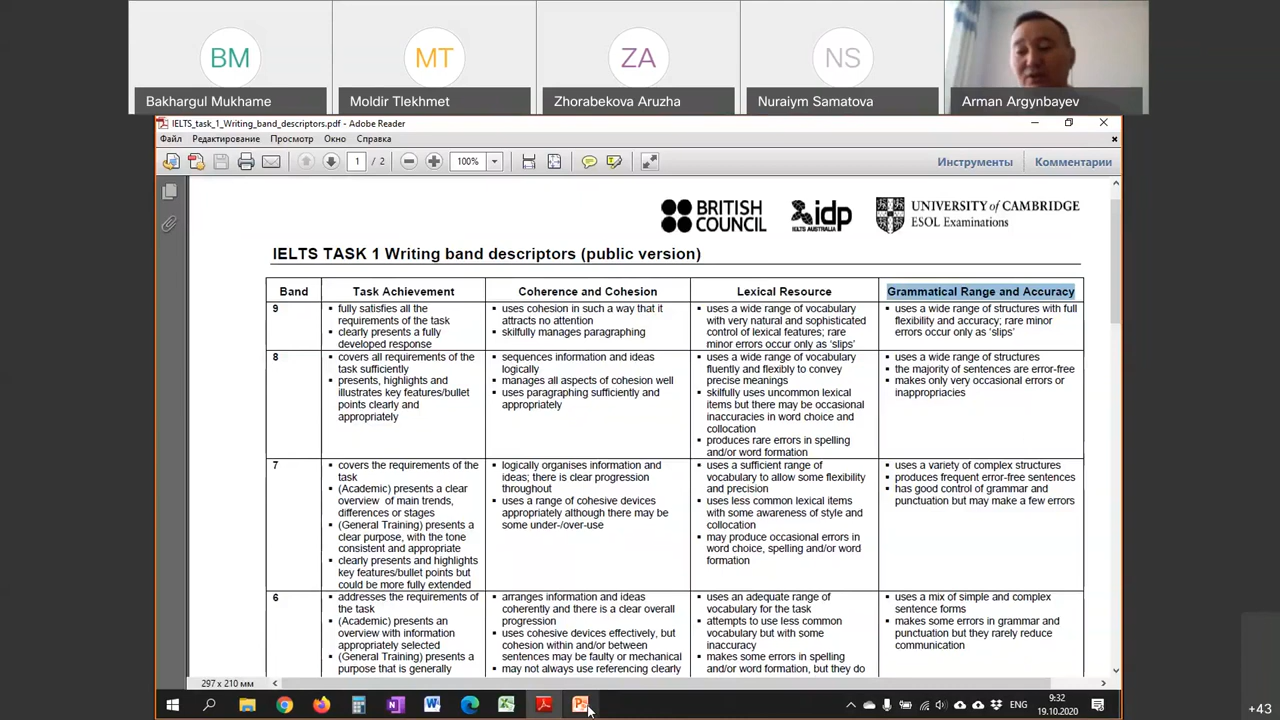 BM
MT
ZA
NS
Bakhargul Mukhame
Moldir Tlekhmet
Zhorabekova Aruzha
Nuraiym Samatova
Arman Argynbayev
IELTS_task_1_Writing_band_descriptors.pdf - Adobe Reader
Файл Редактирование Просмотр Окно Справка
1 / 2
100%
Инструменты Комментарии
BRITISH COUNCIL
idp
IELTS AUSTRALIA
UNIVERSITY of CAMBRIDGE
ESOL Examinations
IELTS TASK 1 Writing band descriptors (public version)
Band
Task Achievement
Coherence and Cohesion
Lexical Resource
Grammatical Range and Accuracy
9
▪ fully satisfies all the
requirements of the task
▪ clearly presents a fully
developed response
▪ uses cohesion in such a way that it
attracts no attention
▪ skilfully manages paragraphing
▪ uses a wide range of vocabulary
with very natural and sophisticated
control of lexical features; rare
minor errors occur only as ‘slips’
▪ uses a wide range of structures with full
flexibility and accuracy; rare minor
errors occur only as ‘slips’
8
▪ covers all requirements of the
task sufficiently
▪ presents, highlights and
illustrates key features/bullet
points clearly and
appropriately
▪ sequences information and ideas
logically
▪ manages all aspects of cohesion well
▪ uses paragraphing sufficiently and
appropriately
▪ uses a wide range of vocabulary
fluently and flexibly to convey
precise meanings
▪ skilfully uses uncommon lexical
items but there may be occasional
inaccuracies in word choice and
collocation
▪ produces rare errors in spelling
and/or word formation
▪ uses a wide range of structures
▪ the majority of sentences are error-free
▪ makes only very occasional errors or
inappropriacies
7
▪ covers the requirements of the
task
▪ (Academic) presents a clear
overview of main trends,
differences or stages
▪ (General Training) presents a
clear purpose, with the tone
consistent and appropriate
▪ clearly presents and highlights
key features/bullet points but
could be more fully extended
▪ logically organises information and
ideas; there is clear progression
throughout
▪ uses a range of cohesive devices
appropriately although there may be
some under-/over-use
▪ uses a sufficient range of
vocabulary to allow some flexibility
and precision
▪ uses less common lexical items
with some awareness of style and
collocation
▪ may produce occasional errors in
word choice, spelling and/or word
formation
▪ uses a variety of complex structures
▪ produces frequent error-free sentences
▪ has good control of grammar and
punctuation but may make a few errors
6
▪ addresses the requirements of
the task
▪ (Academic) presents an
overview with information
appropriately selected
▪ (General Training) presents a
purpose that is generally
▪ arranges information and ideas
coherently and there is a clear overall
progression
▪ uses cohesive devices effectively, but
cohesion within and/or between
sentences may be faulty or mechanical
▪ may not always use referencing clearly
▪ uses an adequate range of
vocabulary for the task
▪ attempts to use less common
vocabulary but with some
inaccuracy
▪ makes some errors in spelling
and/or word formation, but they do
▪ uses a mix of simple and complex
sentence forms
▪ makes some errors in grammar and
punctuation but they rarely reduce
communication
297 x 210 мм
ENG
9:32
19.10.2020
+43